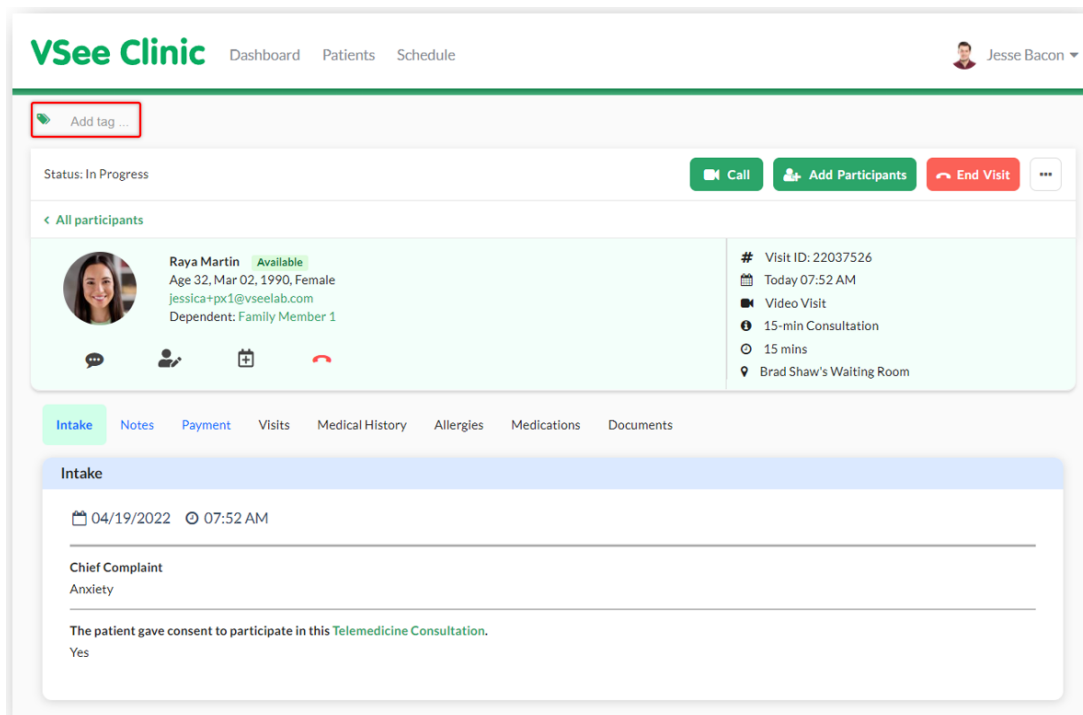 VSee Clinic Dashboard Patients Schedule Jesse Bacon
Add tag ...
Status: In Progress Call Add Participants End Visit
< All participants
Raya Martin Available
Age 32, Mar 02, 1990, Female
jessica+px1@vseelab.com
Dependent: Family Member 1
# Visit ID: 22037526
Today 07:52 AM
Video Visit
15-min Consultation
15 mins
Brad Shaw's Waiting Room
Intake Notes Payment Visits Medical History Allergies Medications Documents
Intake
04/19/2022 07:52 AM
Chief Complaint
Anxiety
The patient gave consent to participate in this Telemedicine Consultation.
Yes